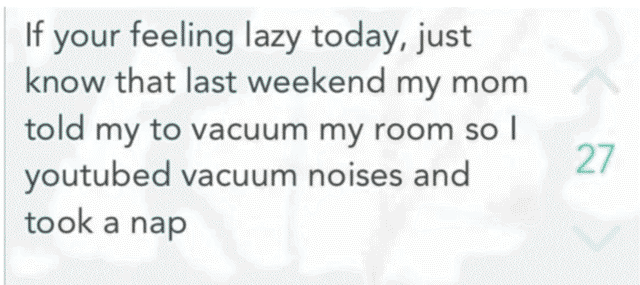 If your feeling lazy today, just
know that last weekend my mom
told my to vacuum my room so I
youtubed vacuum noises and
took a nap
27